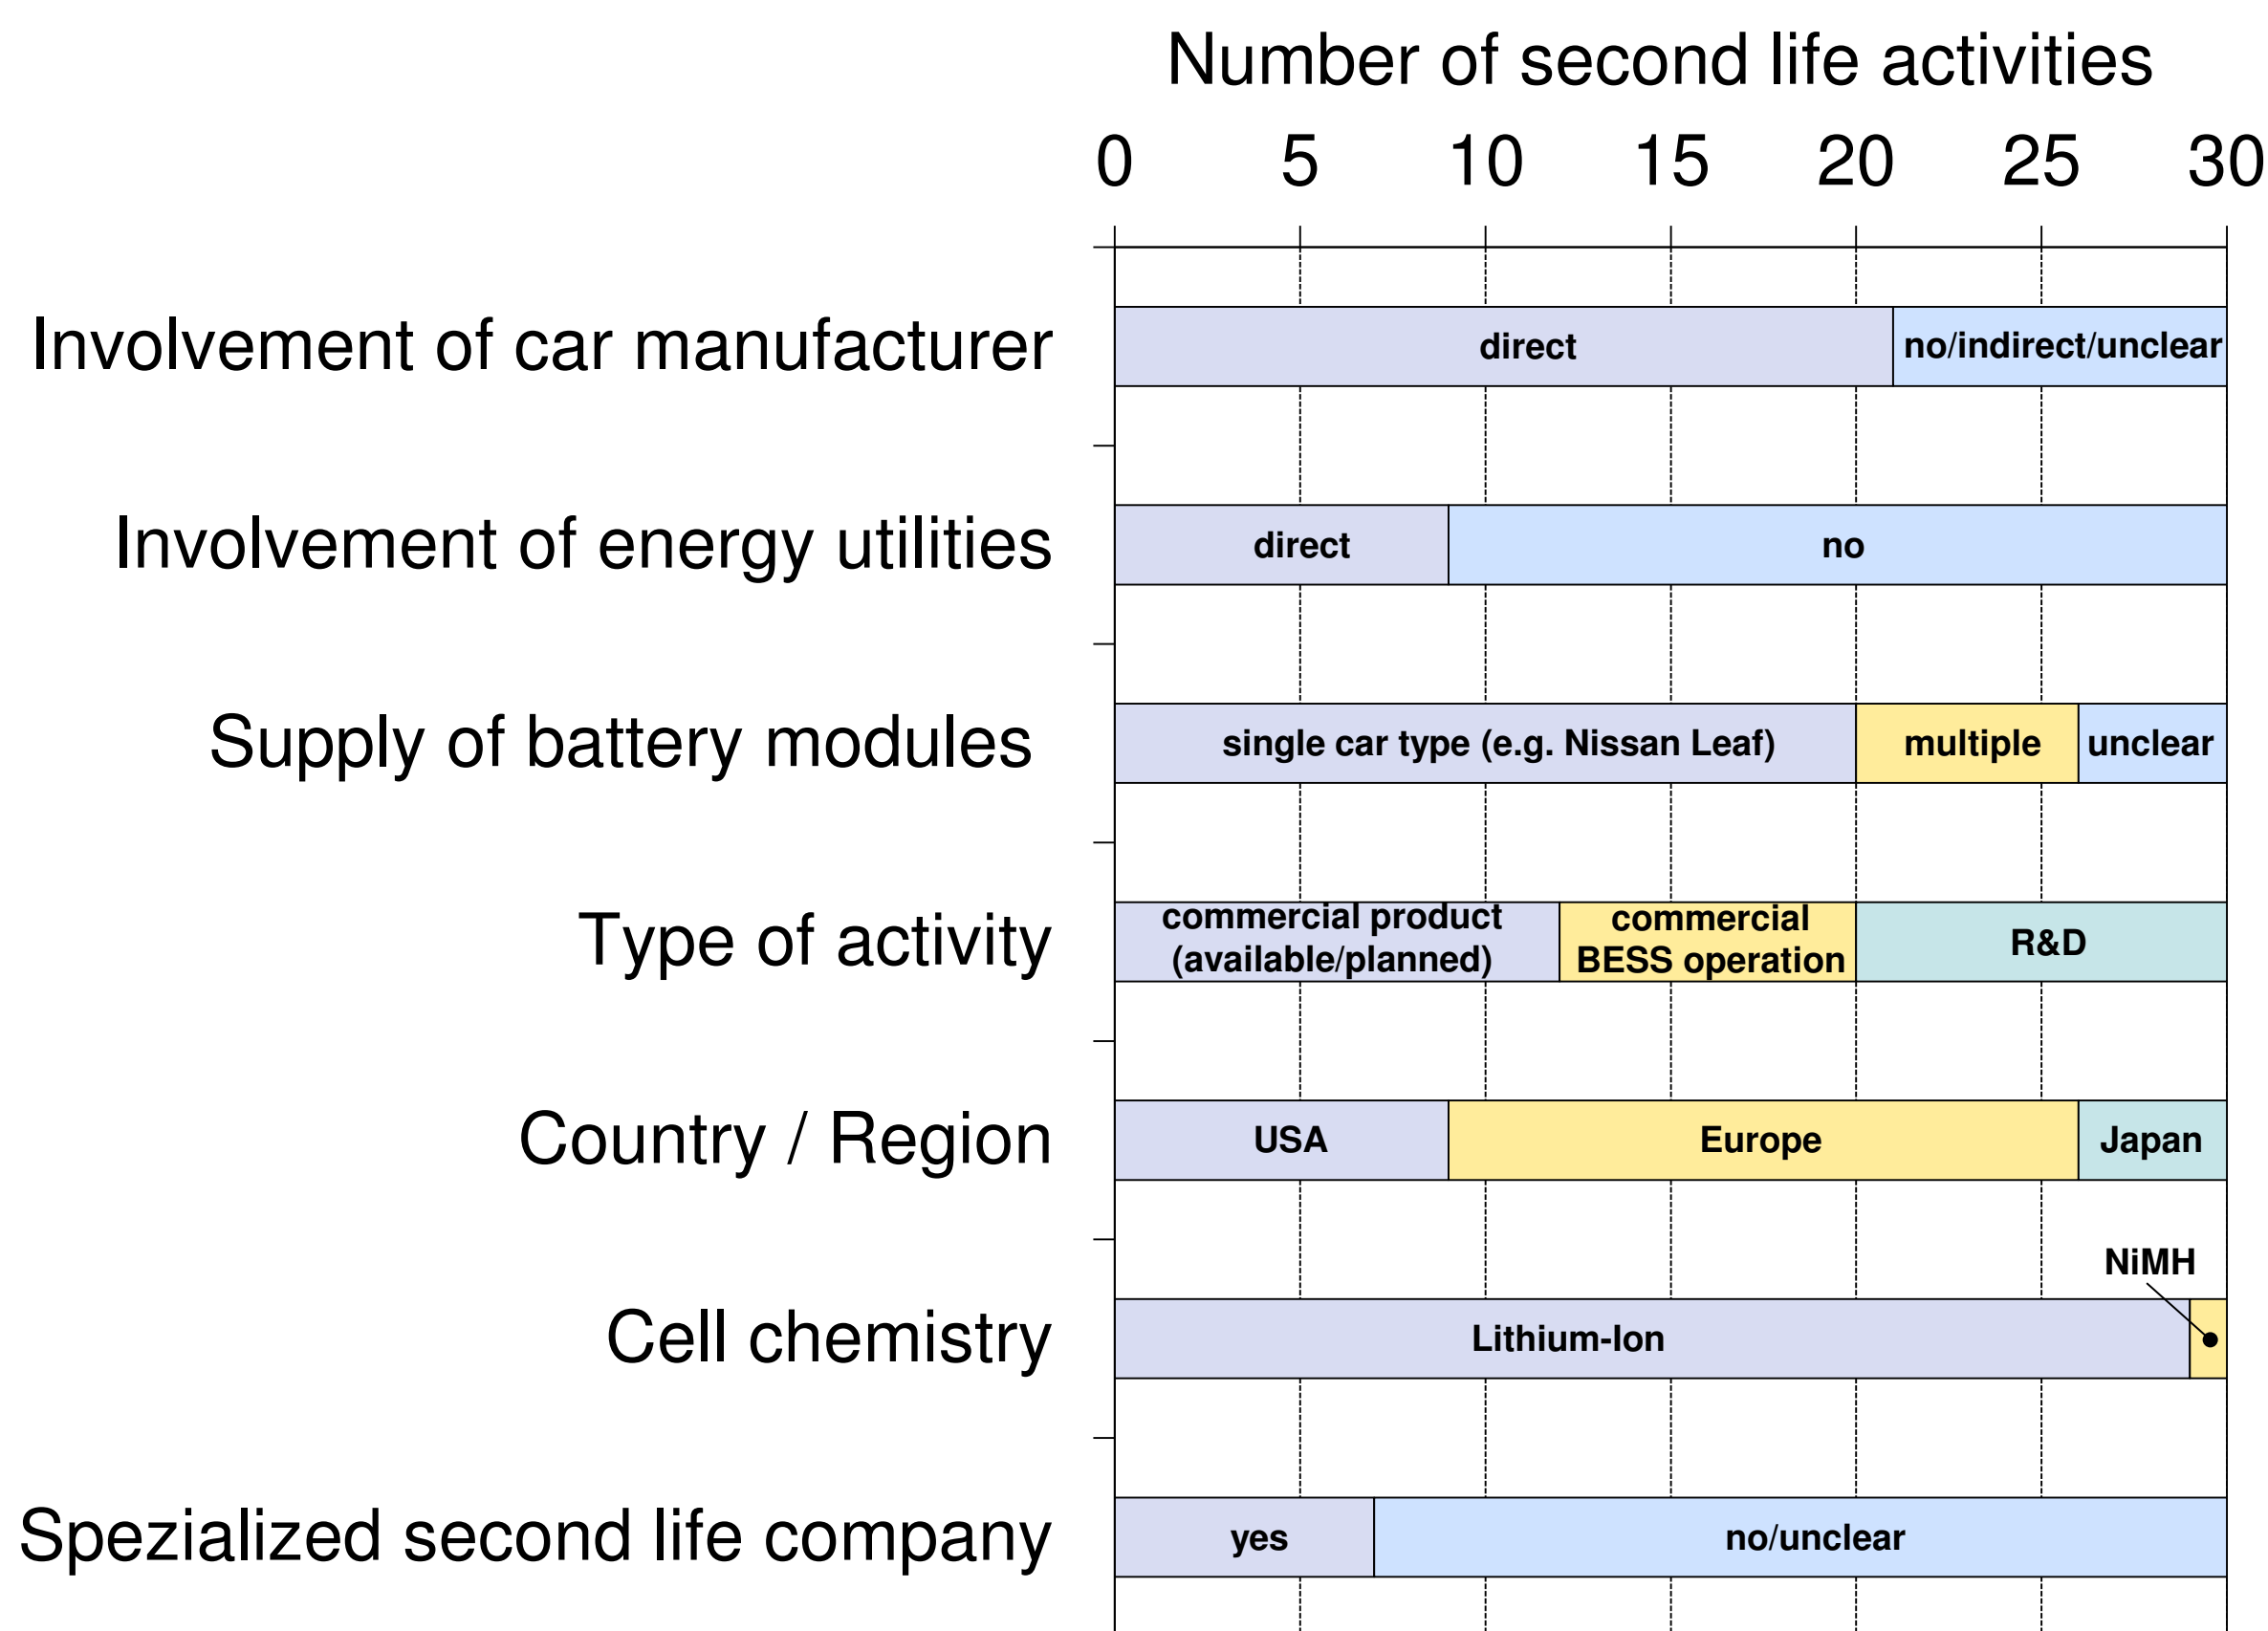 Number of second life activities
0 5 10 15 20 25 30
Involvement of car manufacturer
direct
no/indirect/unclear
Involvement of energy utilities
direct
no
Supply of battery modules
single car type (e.g. Nissan Leaf)
multiple
unclear
Type of activity
commercial product
(available/planned)
commercial
BESS operation
R&D
Country / Region
USA
Europe
Japan
NiMH
Cell chemistry
Lithium-Ion
Spezialized second life company
yes
no/unclear